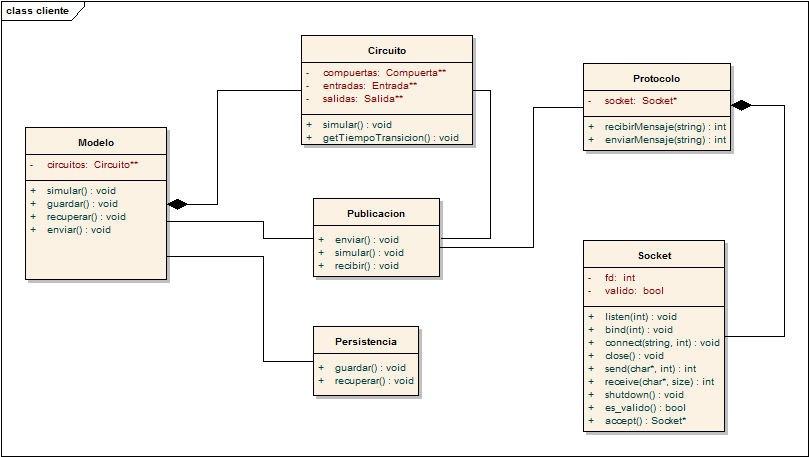 class cliente
Circuito
- compuertas: Compuerta**
- entradas: Entrada**
- salidas: Salida**
+ simular() : void
+ getTiempoTransicion() : void
Protocolo
- socket: Socket*
+ recibirMensaje(string) : int
+ enviarMensaje(string) : int
Modelo
- circuitos: Circuito**
+ simular() : void
+ guardar() : void
+ recuperar() : void
+ enviar() : void
Publicacion
+ enviar() : void
+ simular() : void
+ recibir() : void
Socket
- fd: int
- valido: bool
+ listen(int) : void
+ bind(int) : void
+ connect(string, int) : void
+ close() : void
+ send(char*, int) : int
+ receive(char*, size) : int
+ shutdown() : void
+ es_valido() : bool
+ accept() : Socket*
Persistencia
+ guardar() : void
+ recuperar() : void